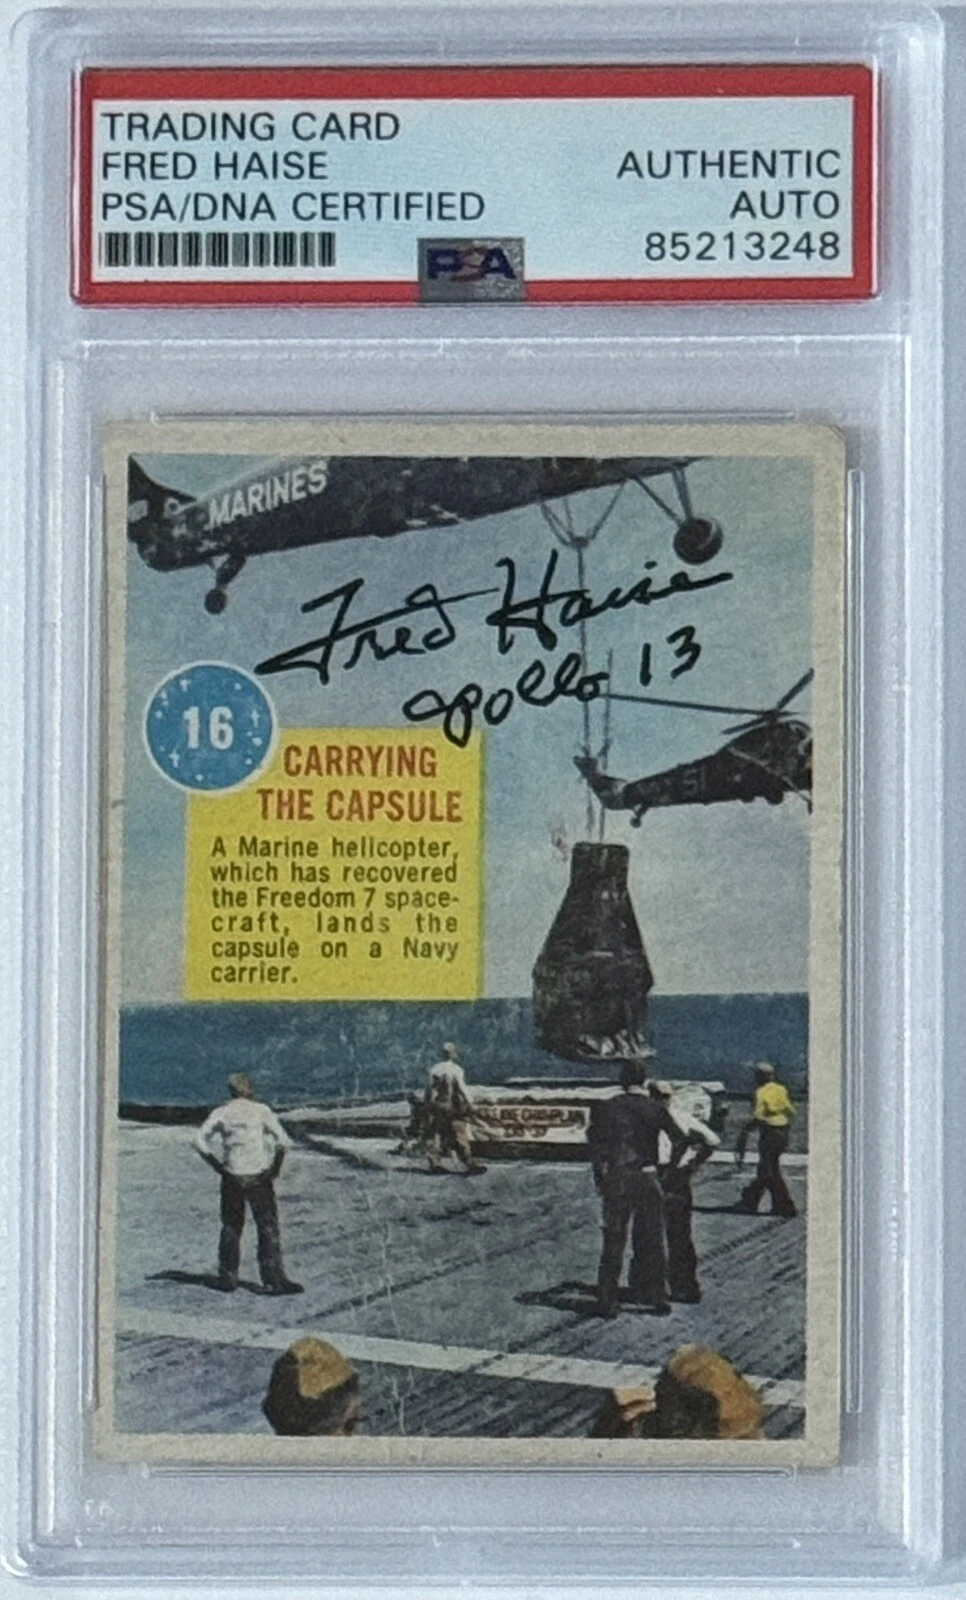 TRADING CARD
FRED HAISE
PSA/DNA CERTIFIED
AUTHENTIC
AUTO
85213248
PSA
MARINES
Fred Haise
Apollo 13
16
CARRYING
THE CAPSULE
A Marine helicopter,
which has recovered
the Freedom 7 space-
craft, lands the
capsule on a Navy
carrier.
51